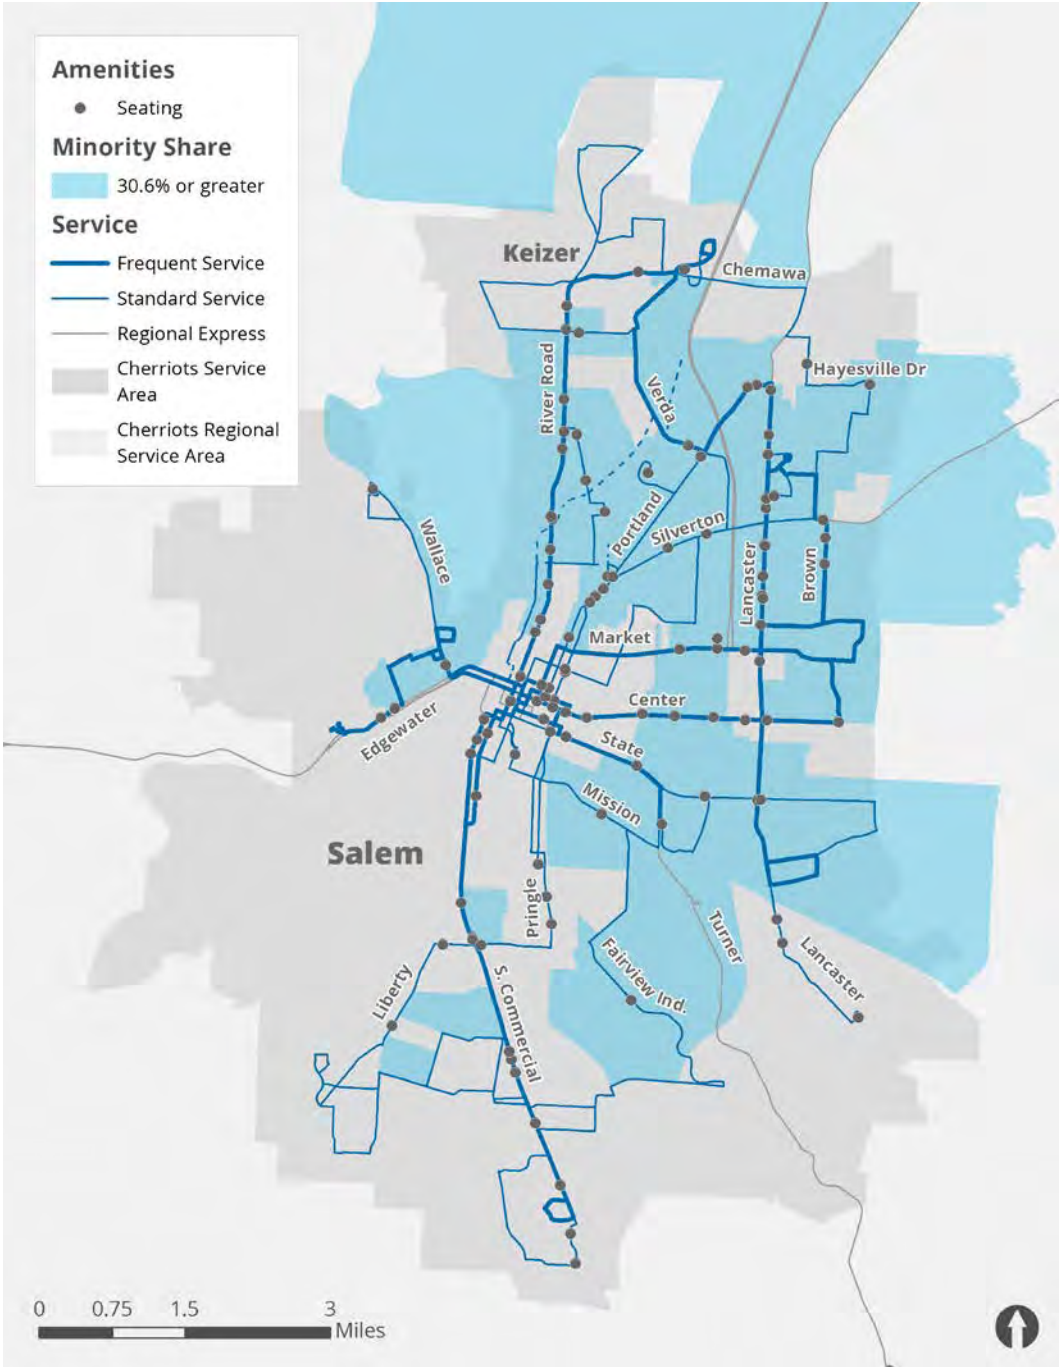 Amenities
Seating
Minority Share
30.6% or greater
Service
Frequent Service
Standard Service
Regional Express
Cherriots Service
Area
Cherriots Regional
Service Area
Keizer
Chemawa
River Road
Verda
Hayesville Dr
Wallace
Portland
Silverton
Lancaster
Brown
Market
Center
Edgewater
State
Mission
Salem
Pringle
Turner
Lancaster
Fairview Ind.
Liberty
S. Commercial
0 0.75 1.5 3
Miles